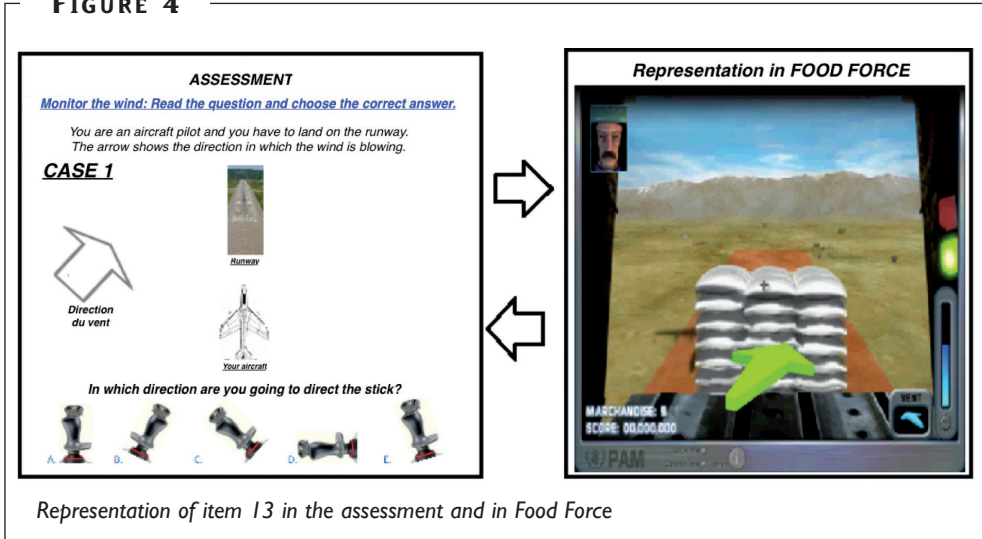 FIGURE 4
ASSESSMENT
Monitor the wind: Read the question and choose the correct answer.
You are an aircraft pilot and you have to land on the runway.
The arrow shows the direction in which the wind is blowing.
CASE 1
Runway
Direction
du vent
Your aircraft
In which direction are you going to direct the stick?
A. B. C. D. E.
Representation in FOOD FORCE
VENT
MARCHANDISE:
SCORE: 00.000.000
PAM
Representation of item 13 in the assessment and in Food Force